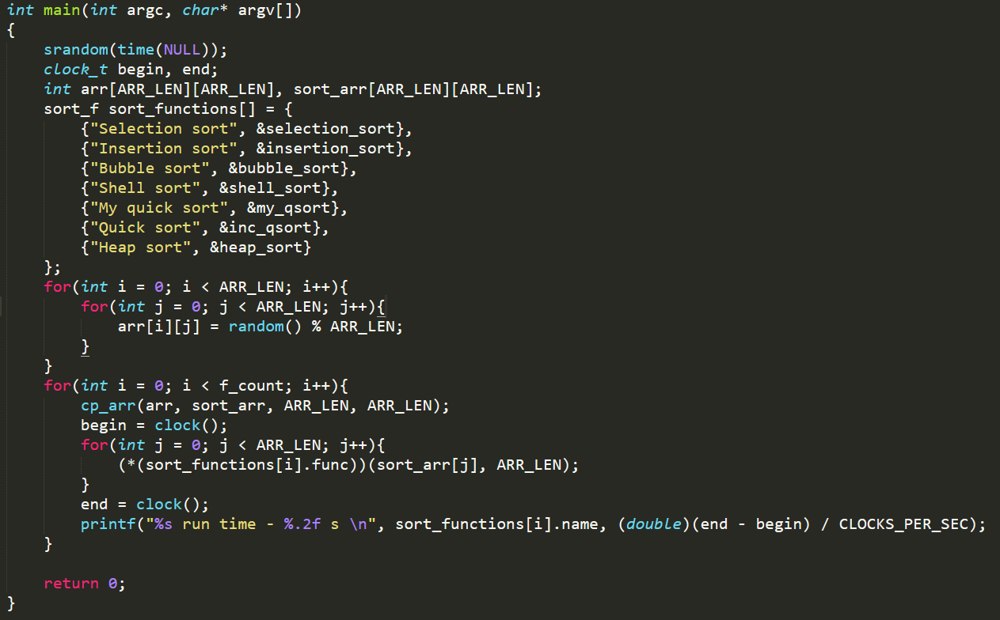 int main(int argc, char* argv[])
{
    srandom(time(NULL));
    clock_t begin, end;
    int arr[ARR_LEN][ARR_LEN], sort_arr[ARR_LEN][ARR_LEN];
    sort_f sort_functions[] = {
        {"Selection sort", &selection_sort},
        {"Insertion sort", &insertion_sort},
        {"Bubble sort", &bubble_sort},
        {"Shell sort", &shell_sort},
        {"My quick sort", &my_qsort},
        {"Quick sort", &inc_qsort},
        {"Heap sort", &heap_sort}
    };
    for(int i = 0; i < ARR_LEN; i++){
        for(int j = 0; j < ARR_LEN; j++){
            arr[i][j] = random() % ARR_LEN;
        }
    }
    for(int i = 0; i < f_count; i++){
        cp_arr(arr, sort_arr, ARR_LEN, ARR_LEN);
        begin = clock();
        for(int j = 0; j < ARR_LEN; j++){
            (*(sort_functions[i].func))(sort_arr[j], ARR_LEN);
        }
        end = clock();
        printf("%s run time - %.2f s \n", sort_functions[i].name, (double)(end - begin) / CLOCKS_PER_SEC);
    }

    return 0;
}